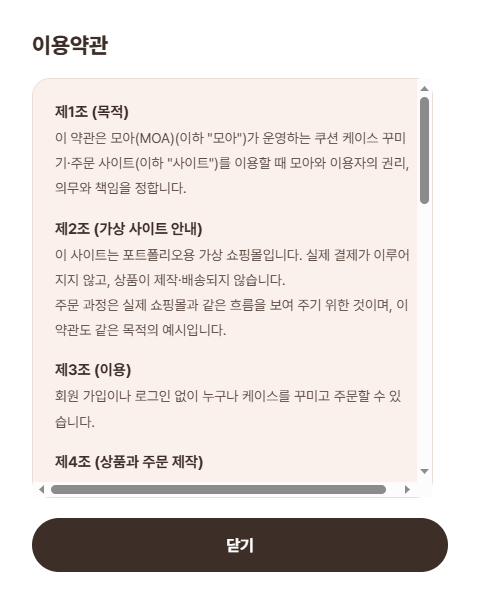 이용약관
제1조 (목적)
이 약관은 모아(MOA)(이하 "모아")가 운영하는 쿠션 케이스 꾸미
기·주문 사이트(이하 "사이트")를 이용할 때 모아와 이용자의 권리,
의무와 책임을 정합니다.
제2조 (가상 사이트 안내)
이 사이트는 포트폴리오용 가상 쇼핑몰입니다. 실제 결제가 이루어
지지 않고, 상품이 제작·배송되지 않습니다.
주문 과정은 실제 쇼핑몰과 같은 흐름을 보여 주기 위한 것이며, 이
약관도 같은 목적의 예시입니다.
제3조 (이용)
회원 가입이나 로그인 없이 누구나 케이스를 꾸미고 주문할 수 있
습니다.
제4조 (상품과 주문 제작)
닫기